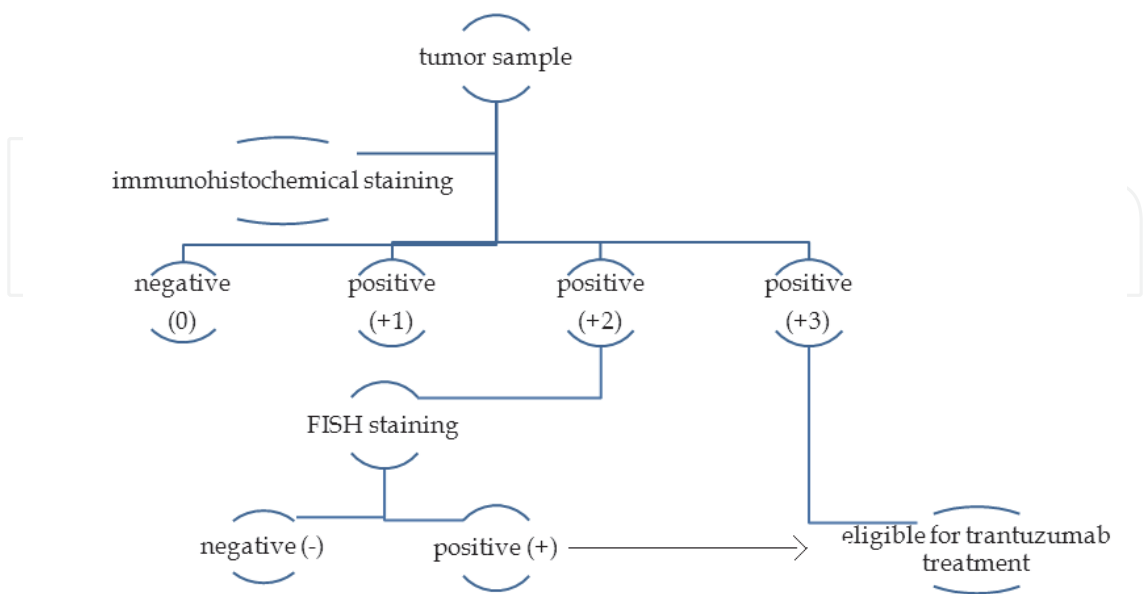 tumor sample
immunohistochemical staining
negative
(0)
positive
(+1)
positive
(+2)
positive
(+3)
FISH staining
negative (-)
positive (+)
eligible for trantuzumab
treatment